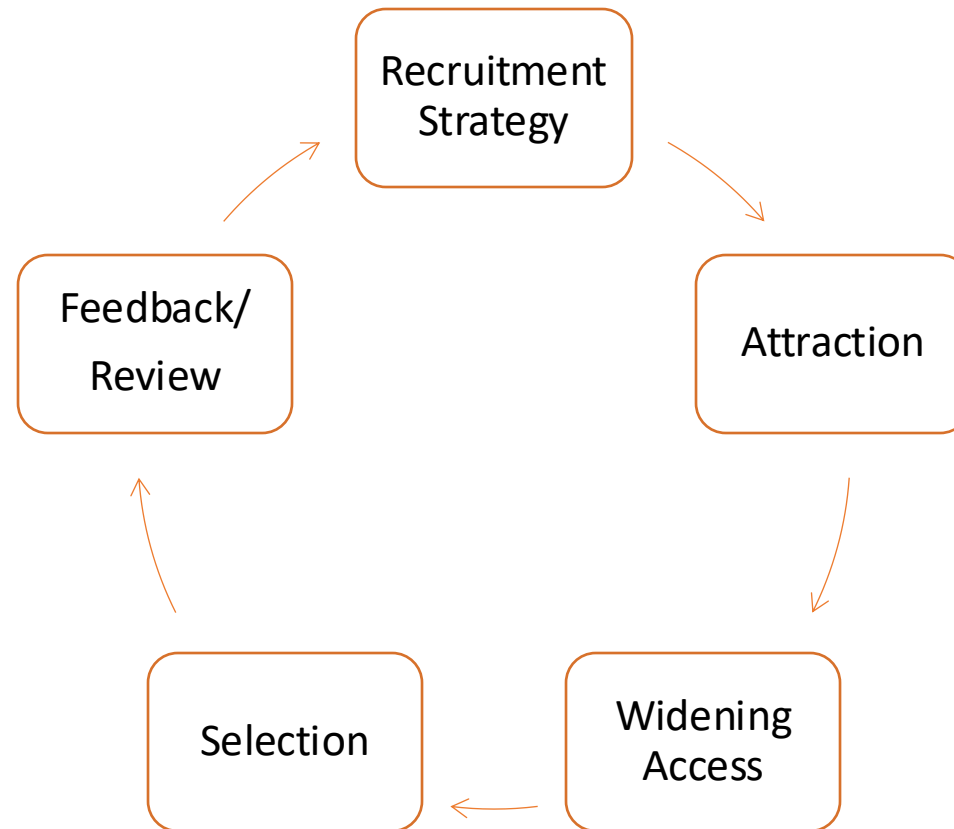 Recruitment
Strategy
Attraction
Widening
Access
Selection
Feedback/
Review